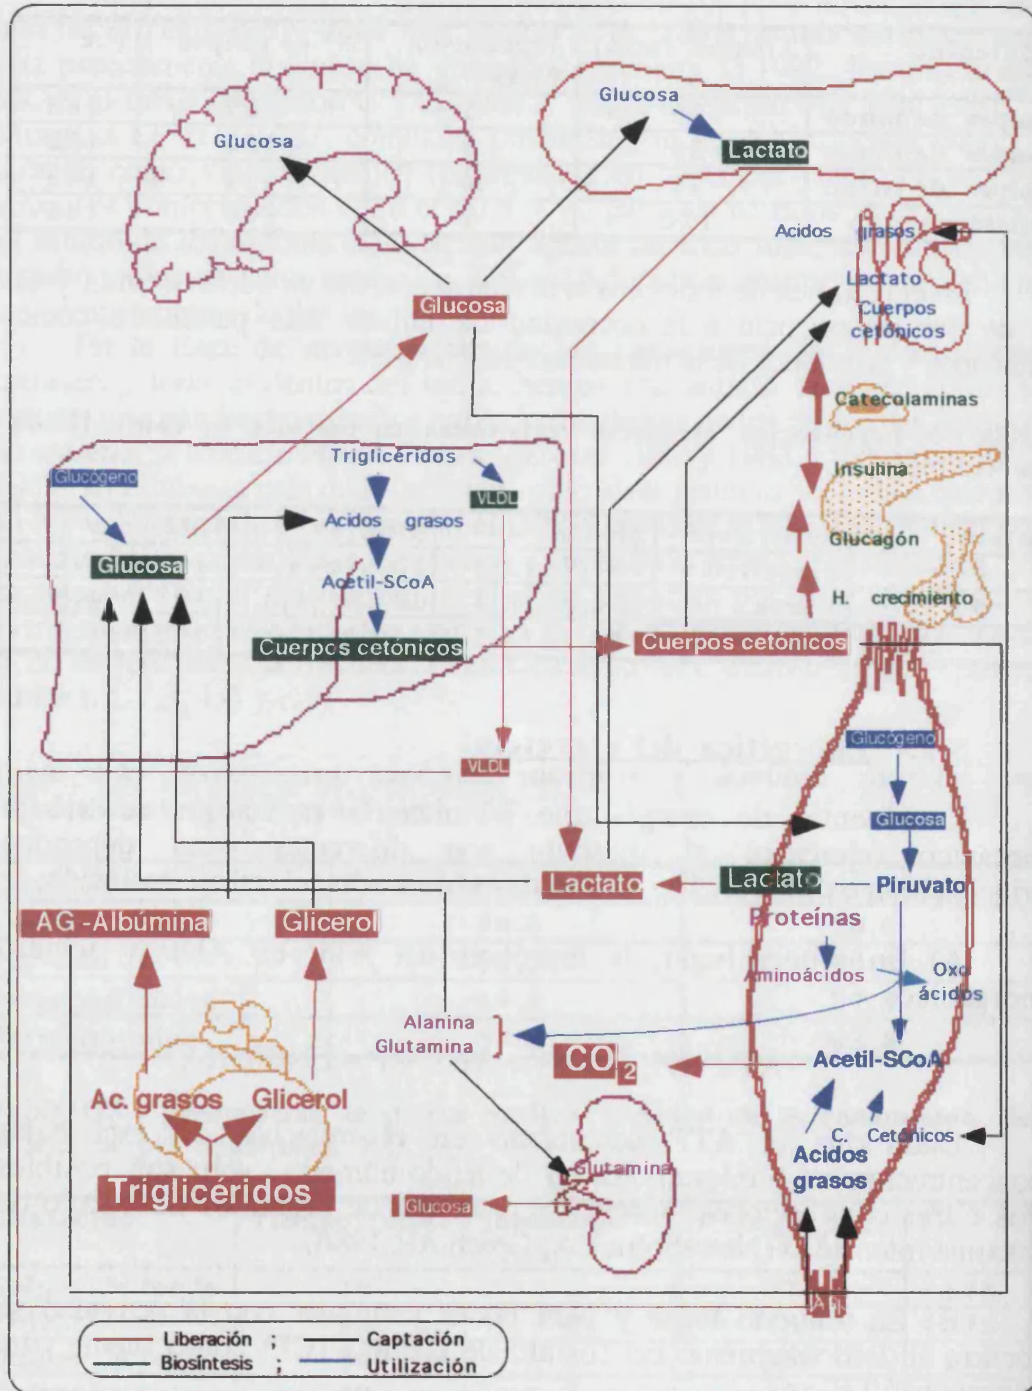 Glucosa
Glucosa
Lactato
Acidos grasos
Lactato
Cuerpos
cetónicos
Glucosa
Catecolaminas
Insulina
Glucagón
H. crecimiento
Glucógeno
Glucosa
Triglicéridos
VLDL
Acidos grasos
Acetil-SCoA
Cuerpos cetónicos
Cuerpos cetónicos
VLDL
Glucógeno
Glucosa
Piruvato
Lactato
Lactato
Proteínas
Aminoácidos
Oxo
ácidos
AG-Albúmina
Glicerol
Alanina
Glutamina
CO2
Acetil-SCoA
C. Cetónicos
Acidos
grasos
Ac. grasos
Glicerol
Triglicéridos
Glutamina
Glucosa
Liberación ; Captación
Biosíntesis ; Utilización